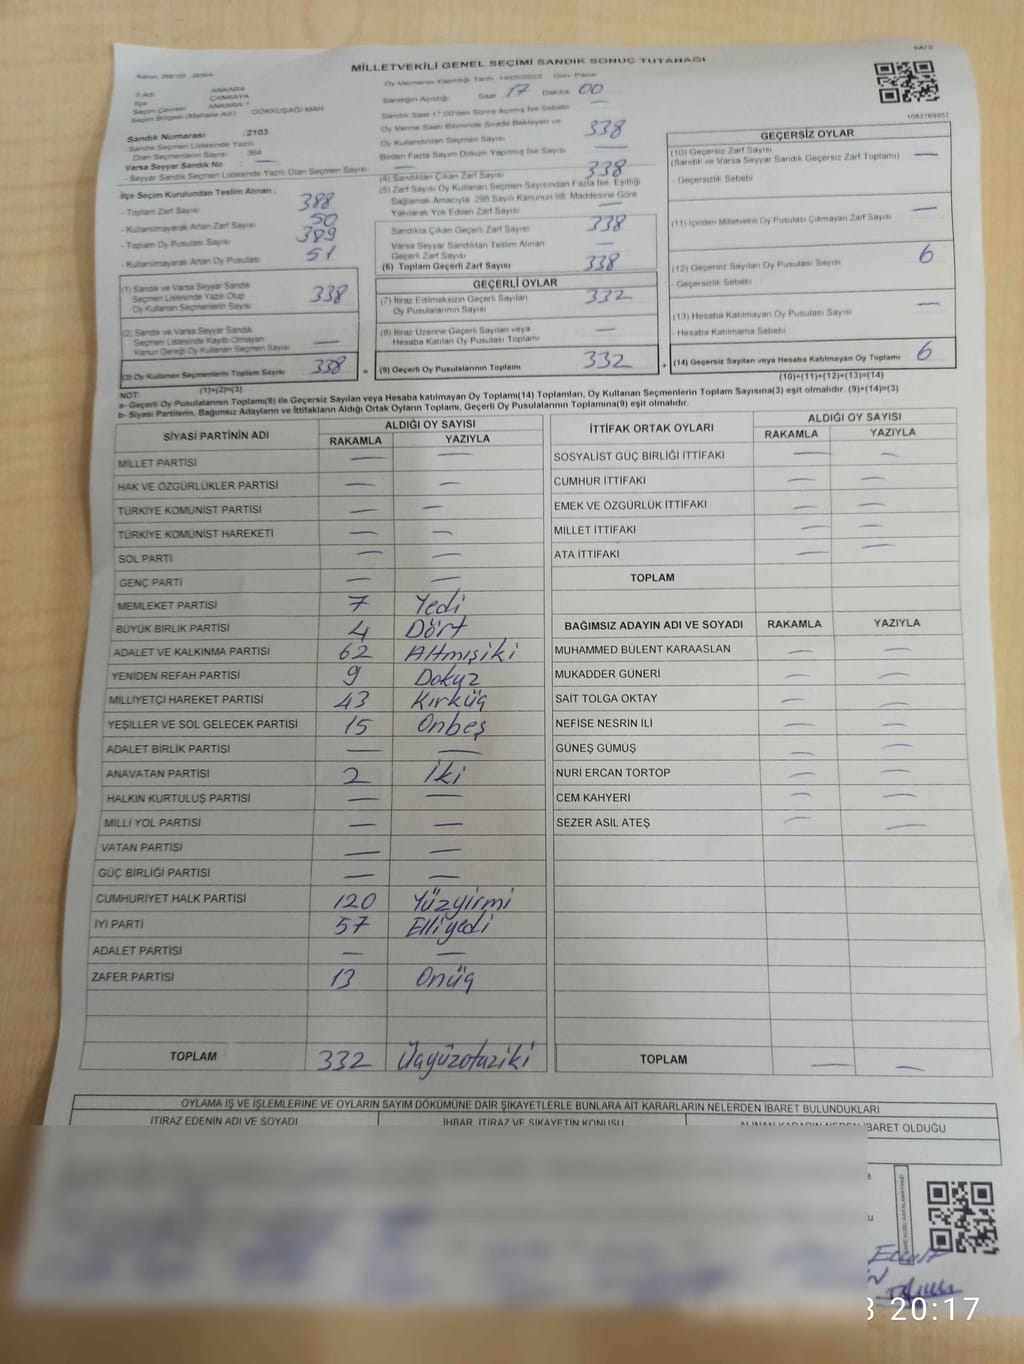 MİLLETVEKİLİ GENEL SEÇİMİ SANDIK SONUÇ TUTANAĞI
Oy Vermenin Yapıldığı Tarih 14/05/2023 Gün Pazar
İl Adı ANKARA
İlçe ÇANKAYA
Seçim Çevresi ANKARA-1
Seçim Bölgesi (Mahalle Adı) GÖKKUŞAĞI MAH.
Sandık Numarası :2103
Sandık Seçmen Listesinde Yazılı
Olan Seçmenlerin Sayısı 384
Varsa Seyyar Sandık No —
- Seyyar Sandık Seçmen Listesinde Yazılı Olan Seçmen Sayısı —
İlçe Seçim Kurulundan Teslim Alınan ;
- Toplam Zarf Sayısı 388
- Kullanılmayarak Artan Zarf Sayısı 50
- Toplam Oy Pusulası Sayısı 389
- Kullanılmayarak Artan Oy Pusulası 51
(1) Sandık ve Varsa Seyyar Sandık
Seçmen Listesinde Yazılı Olup
Oy Kullanan Seçmenlerin Sayısı 338
(2) Sandık ve Varsa Seyyar Sandık
Seçmen Listesinde Kayıtlı Olmayan
Kanun Gereği Oy Kullanan Seçmen Sayısı —
(3) Oy Kullanan Seçmenlerin Toplam Sayısı 338
(1)+(2)=(3)
Sandığın Açıldığı Saat 17 Dakika 00
Sandık Saat 17.00'den Sonra Açılmış İse Sebebi —
Oy Verme Saati Bitiminde Sırada Bekleyen ve
Oy Kullandırılan Seçmen Sayısı 338
Birden Fazla Sayım Döküm Yapılmış İse Sayısı —
(4) Sandıktan Çıkan Zarf Sayısı 338
(5) Zarf Sayısı Oy Kullanan Seçmen Sayısından Fazla İse, Eşitliği
Sağlamak Amacıyla, 298 Sayılı Kanunun 98. Maddesine Göre
Yakılarak Yok Edilen Zarf Sayısı
Sandıkta Çıkan Geçerli Zarf Sayısı 338
Varsa Seyyar Sandıktan Teslim Alınan
Geçerli Zarf Sayısı —
(6) Toplam Geçerli Zarf Sayısı 338
GEÇERLİ OYLAR
(7) İtiraz Edilmeksizin Geçerli Sayılan
Oy Pusulalarının Sayısı 332
(8) İtiraz Üzerine Geçerli Sayılan veya
Hesaba Katılan Oy Pusulası Toplamı —
= (9) Geçerli Oy Pusulalarının Toplamı 332
1083769957
GEÇERSİZ OYLAR
(10) Geçersiz Zarf Sayısı
(Sandık ve Varsa Seyyar Sandık Geçersiz Zarf Toplamı) —
- Geçersizlik Sebebi
(11) İçinden Milletvekili Oy Pusulası Çıkmayan Zarf Sayısı —
(12) Geçersiz Sayılan Oy Pusulası Sayısı 6
- Geçersizlik Sebebi
(13) Hesaba Katılmayan Oy Pusulası Sayısı —
- Hesaba Katılmama Sebebi
+ (14) Geçersiz Sayılan veya Hesaba Katılmayan Oy Toplamı 6
(10)+(11)+(12)+(13)=(14)
NOT:
a- Geçerli Oy Pusulalarının Toplamı(9) ile Geçersiz Sayılan veya Hesaba katılmayan Oy Toplamı(14) Toplamları, Oy Kullanan Seçmenlerin Toplam Sayısına(3) eşit olmalıdır. (9)+(14)=(3)
b- Siyasi Partilerin, Bağımsız Adayların ve İttifakların Aldığı Ortak Oyların Toplamı, Geçerli Oy Pusulalarının Toplamına(9) eşit olmalıdır.
SİYASİ PARTİNİN ADI ALDIĞI OY SAYISI
RAKAMLA YAZIYLA
MİLLET PARTİSİ — —
HAK VE ÖZGÜRLÜKLER PARTİSİ — —
TÜRKİYE KOMÜNİST PARTİSİ — —
TÜRKİYE KOMÜNİST HAREKETİ — —
SOL PARTİ — —
GENÇ PARTİ — —
MEMLEKET PARTİSİ 7 Yedi
BÜYÜK BİRLİK PARTİSİ 4 Dört
ADALET VE KALKINMA PARTİSİ 62 Altmışiki
YENİDEN REFAH PARTİSİ 9 Dokuz
MİLLİYETÇİ HAREKET PARTİSİ 43 Kırküç
YEŞİLLER VE SOL GELECEK PARTİSİ 15 Onbeş
ADALET BİRLİK PARTİSİ — —
ANAVATAN PARTİSİ 2 İki
HALKIN KURTULUŞ PARTİSİ — —
MİLLİ YOL PARTİSİ — —
VATAN PARTİSİ — —
GÜÇ BİRLİĞİ PARTİSİ — —
CUMHURİYET HALK PARTİSİ 120 Yüzyirmi
İYİ PARTİ 57 Elliyedi
ADALET PARTİSİ — —
ZAFER PARTİSİ 13 Onüç
TOPLAM 332 Üçyüzotuziki
İTTİFAK ORTAK OYLARI ALDIĞI OY SAYISI
RAKAMLA YAZIYLA
SOSYALİST GÜÇ BİRLİĞİ İTTİFAKI — —
CUMHUR İTTİFAKI — —
EMEK VE ÖZGÜRLÜK İTTİFAKI — —
MİLLET İTTİFAKI — —
ATA İTTİFAKI — —
TOPLAM
BAĞIMSIZ ADAYIN ADI VE SOYADI RAKAMLA YAZIYLA
MUHAMMED BÜLENT KARAASLAN — —
MUKADDER GÜNERİ — —
SAİT TOLGA OKTAY — —
NEFİSE NESRİN İLİ — —
GÜNEŞ GÜMÜŞ — —
NURİ ERCAN TORTOP — —
CEM KAHYERİ — —
SEZER ASİL ATEŞ — —
TOPLAM — —
OYLAMA İŞ VE İŞLEMLERİNE VE OYLARIN SAYIM DÖKÜMÜNE DAİR ŞİKAYETLERLE BUNLARA AİT KARARLARIN NELERDEN İBARET BULUNDUKLARI
İTİRAZ EDENİN ADI VE SOYADI İHBAR, İTİRAZ VE ŞİKAYETİN KONUSU ALINAN KARARIN NEDEN İBARET OLDUĞU
3 20:17